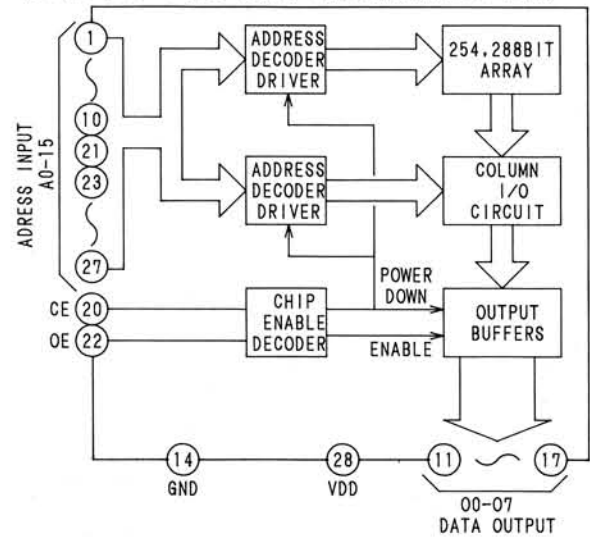 1
ADDRESS
DECODER
DRIVER
254.288BIT
ARRAY
ADRESS INPUT
A0-15
10
21
23
27
ADDRESS
DECODER
DRIVER
COLUMN
I/O
CIRCUIT
POWER
DOWN
CE 20
OE 22
CHIP
ENABLE
DECODER
ENABLE
OUTPUT
BUFFERS
14
GND
28
VDD
11
17
00-07
DATA OUTPUT